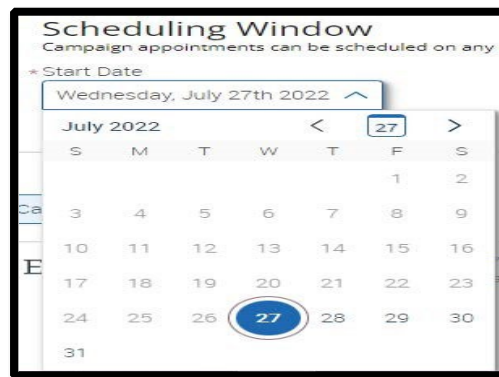 Scheduling Window
Campaign appointments can be scheduled on any
* Start Date
Wednesday, July 27th 2022
July 2022 < 27 >
S M T W T F S
1 2
3 4 5 6 7 8 9
10 11 12 13 14 15 16
17 18 19 20 21 22 23
24 25 26 27 28 29 30
31
Ca
E